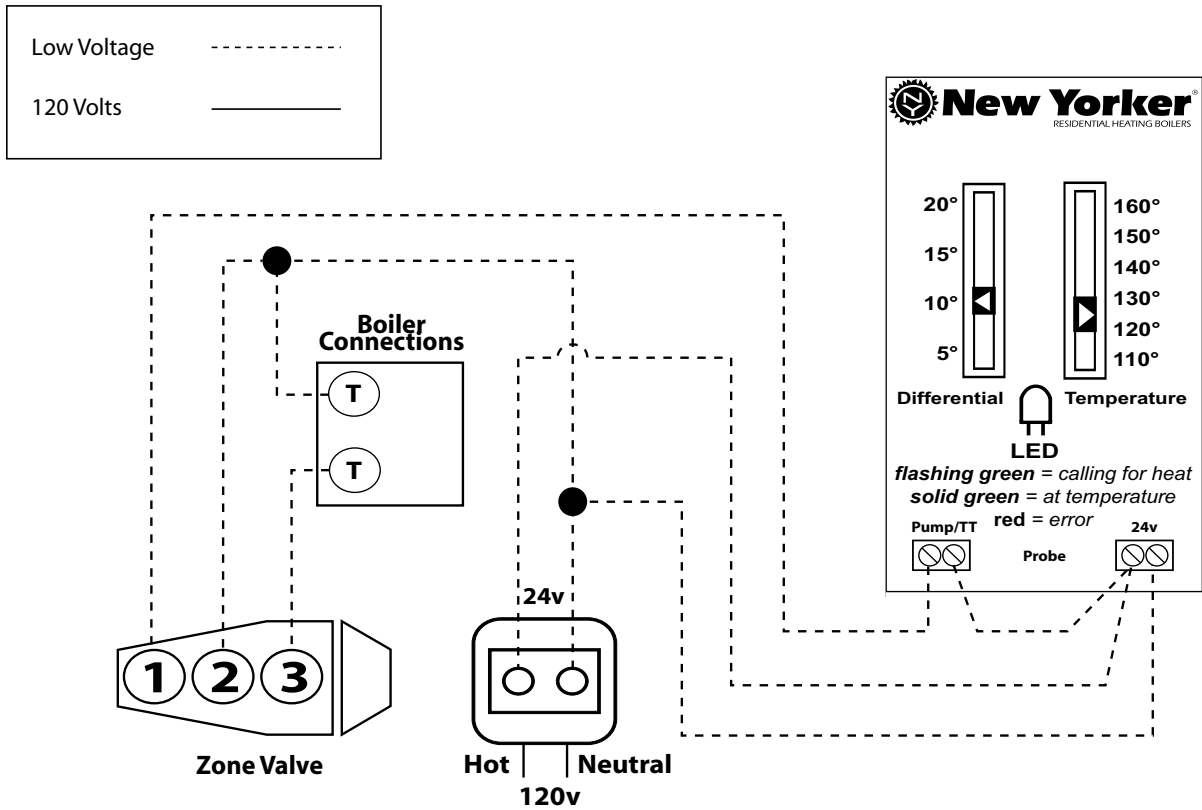 Low Voltage
120 Volts
New Yorker®
RESIDENTIAL HEATING BOILERS
20°
15°
10°
5°
160°
150°
140°
130°
120°
110°
Differential
Temperature
LED
flashing green = calling for heat
solid green = at temperature
red = error
Pump/TT
Probe
24v
Boiler
Connections
T
T
24v
1 2 3
Zone Valve
Hot
Neutral
120v